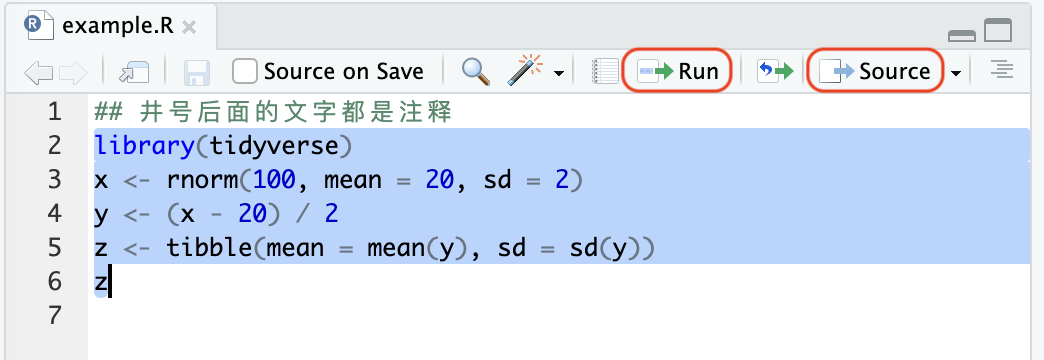 example.R
Source on Save Run Source
1 ## 井号后面的文字都是注释
2 library(tidyverse)
3 x <- rnorm(100, mean = 20, sd = 2)
4 y <- (x - 20) / 2
5 z <- tibble(mean = mean(y), sd = sd(y))
6 z
7